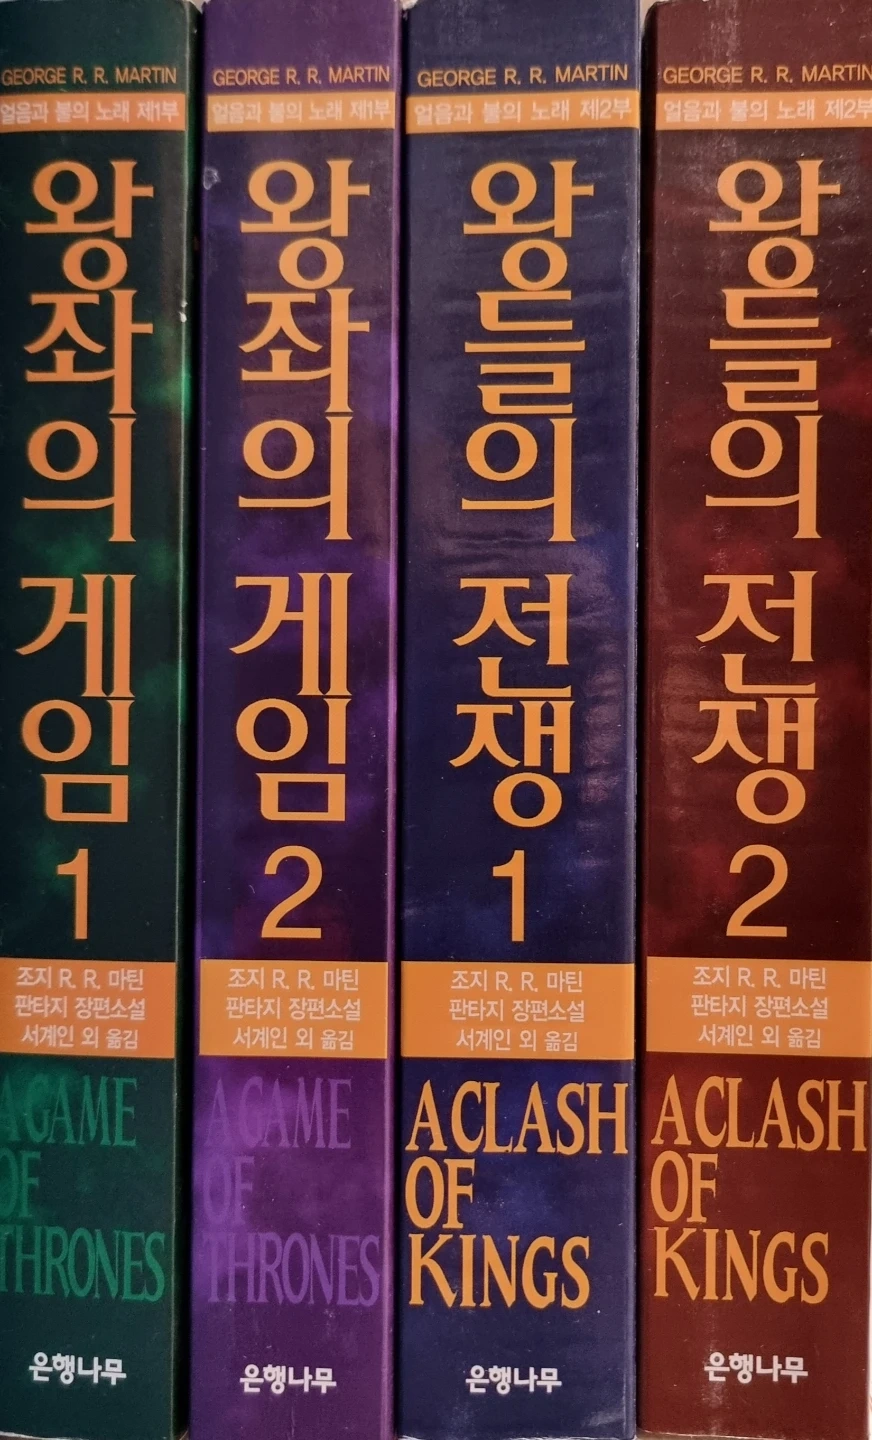 GEORGE R. R. MARTIN
얼음과 불의 노래 제1부
왕좌의 게임 1
조지 R. R. 마틴
판타지 장편소설
서계인 외 옮김
A GAME
OF
THRONES
은행나무
GEORGE R. R. MARTIN
얼음과 불의 노래 제1부
왕좌의 게임 2
조지 R. R. 마틴
판타지 장편소설
서계인 외 옮김
A GAME
OF
THRONES
은행나무
GEORGE R. R. MARTIN
얼음과 불의 노래 제2부
왕들의 전쟁 1
조지 R. R. 마틴
판타지 장편소설
서계인 외 옮김
A CLASH
OF
KINGS
은행나무
GEORGE R. R. MARTIN
얼음과 불의 노래 제2부
왕들의 전쟁 2
조지 R. R. 마틴
판타지 장편소설
서계인 외 옮김
A CLASH
OF
KINGS
은행나무